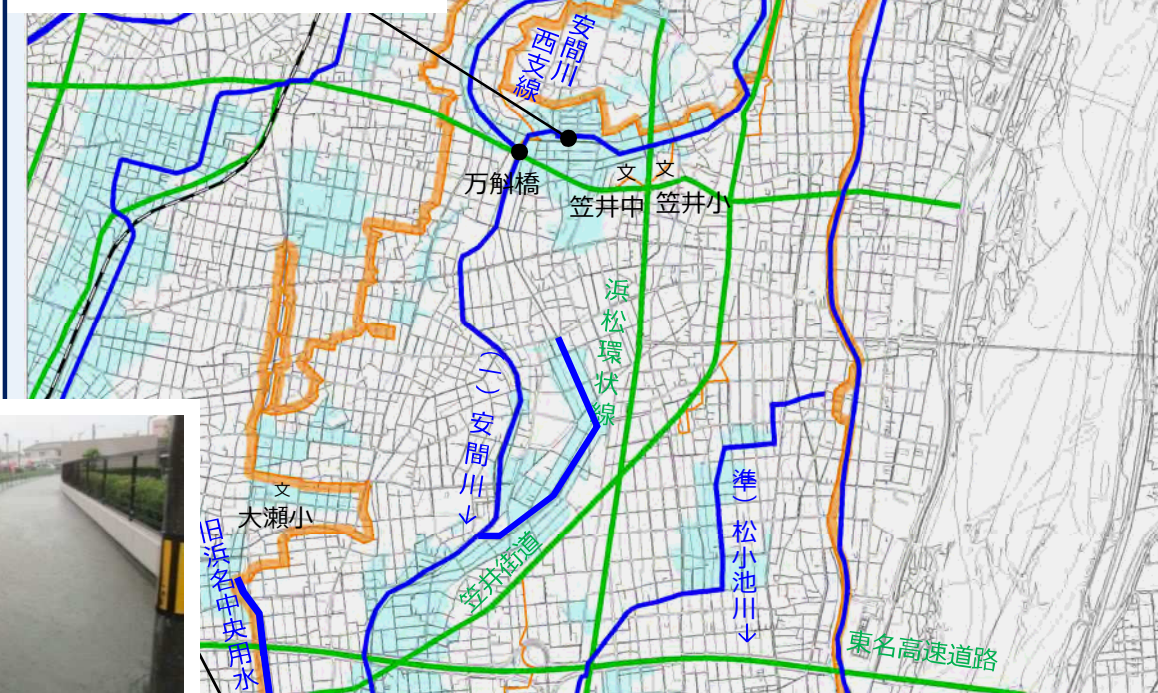 安間川
西支線
万斛橋
文
文
笠井中
笠井小
浜松環状線
(一)安間川↓
文
大瀬小
笠井街道
準）松小池川↓
旧浜名中央用水
東名高速道路